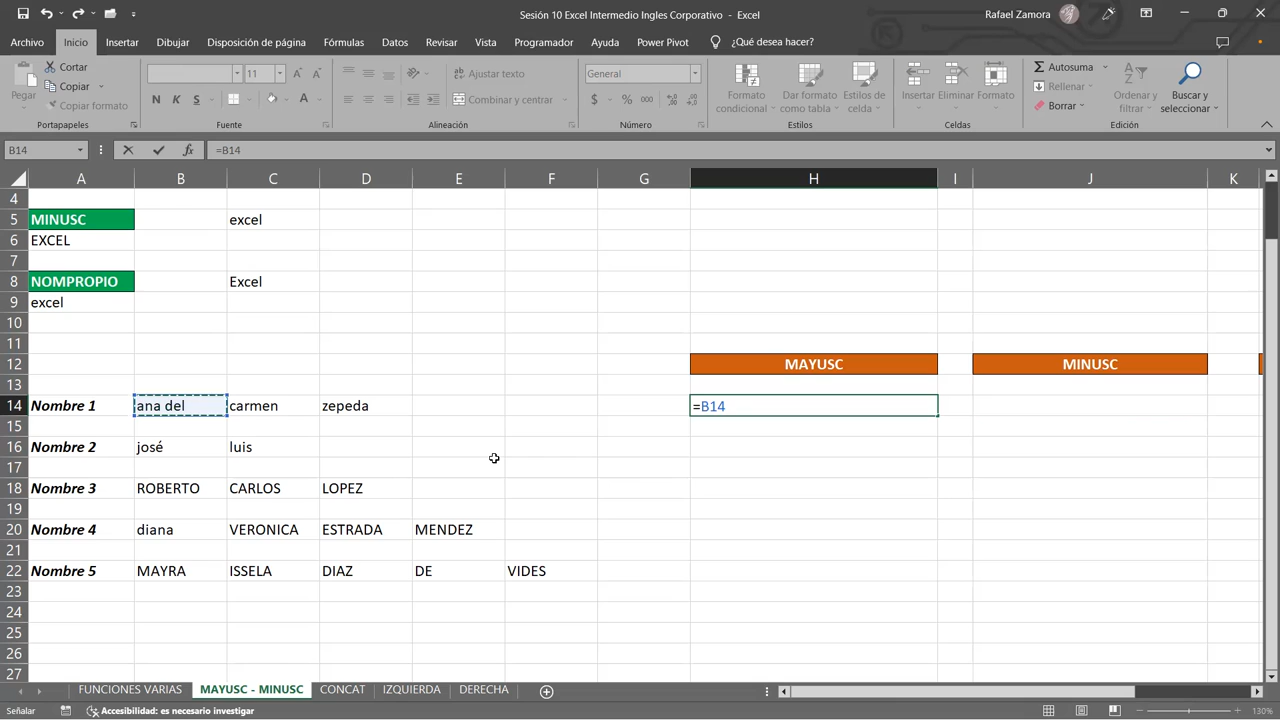 Sesión 10 Excel Intermedio Ingles Corporativo - Excel
Rafael Zamora
Archivo Inicio Insertar Dibujar Disposición de página Fórmulas Datos Revisar Vista Programador Ayuda Power Pivot ¿Qué desea hacer?
Pegar
Cortar
Copiar
Copiar formato
Portapapeles
11
N K S
Fuente
Ajustar texto
Combinar y centrar
Alineación
General
$ % 000
Número
Formato condicional
Dar formato como tabla
Estilos de celda
Estilos
Insertar Eliminar Formato
Celdas
Autosuma
Rellenar
Borrar
Ordenar y filtrar
Buscar y seleccionar
Edición
B14 fx =B14
A B C D E F G H I J K
4
5 MINUSC excel
6 EXCEL
7
8 NOMPROPIO Excel
9 excel
10
11
12 MAYUSC MINUSC
13
14 Nombre 1 ana del carmen zepeda =B14
15
16 Nombre 2 josé luis
17
18 Nombre 3 ROBERTO CARLOS LOPEZ
19
20 Nombre 4 diana VERONICA ESTRADA MENDEZ
21
22 Nombre 5 MAYRA ISSELA DIAZ DE VIDES
23
24
25
26
27
FUNCIONES VARIAS MAYUSC - MINUSC CONCAT IZQUIERDA DERECHA
Señalar Accesibilidad: es necesario investigar 130%